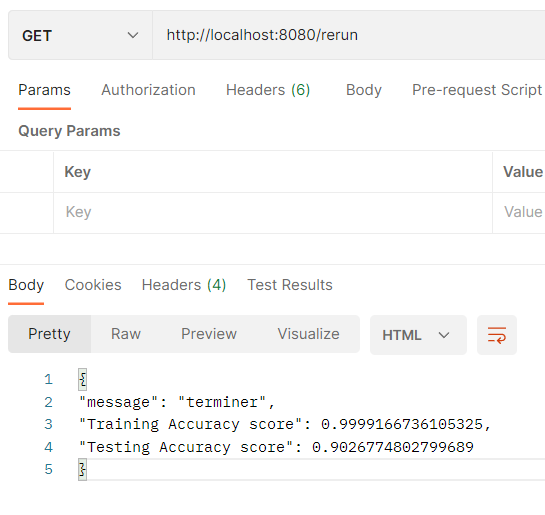 GET http://localhost:8080/rerun
Params Authorization Headers (6) Body Pre-request Script
Query Params
Key Value
Key Value
Body Cookies Headers (4) Test Results
Pretty Raw Preview Visualize HTML
1 {
2 "message": "terminer",
3 "Training Accuracy score": 0.9999166736105325,
4 "Testing Accuracy score": 0.9026774802799689
5 }